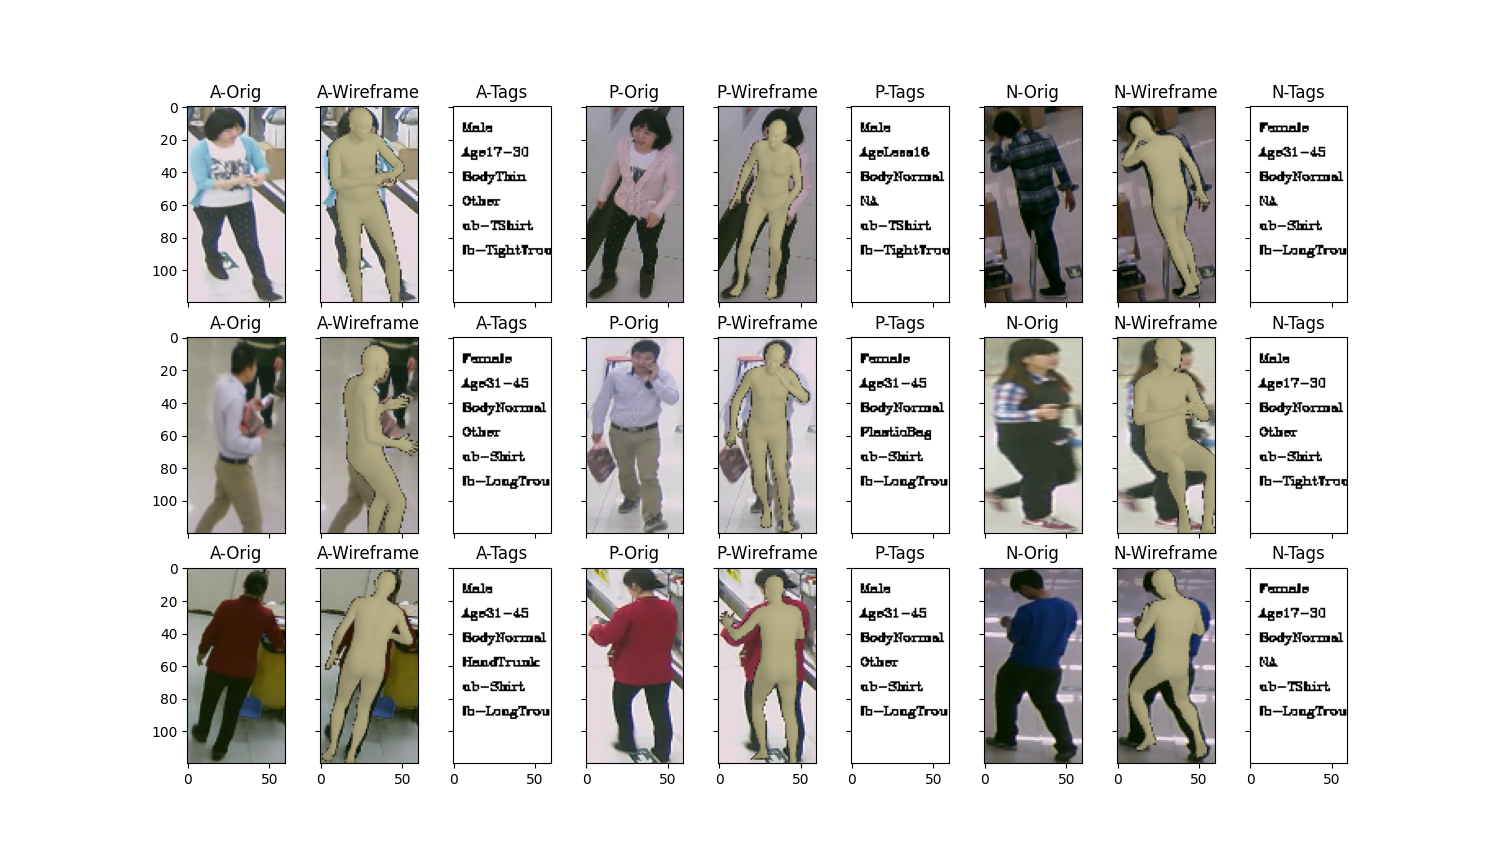 A-Orig A-Wireframe A-Tags P-Orig P-Wireframe P-Tags N-Orig N-Wireframe N-Tags
0
20
40
60
80
100
Male
Age17-30
BodyThin
Other
ub-TShirt
lb-TightTrou
Male
AgeLess16
BodyNormal
NA
ub-TShirt
lb-TightTrou
Female
Age31-45
BodyNormal
NA
ub-Shirt
lb-LongTrou
A-Orig A-Wireframe A-Tags P-Orig P-Wireframe P-Tags N-Orig N-Wireframe N-Tags
0
20
40
60
80
100
Female
Age31-45
BodyNormal
Other
ub-Shirt
lb-LongTrou
Female
Age31-45
BodyNormal
PlasticBag
ub-Shirt
lb-LongTrou
Male
Age17-30
BodyNormal
Other
ub-Shirt
lb-TightTrou
A-Orig A-Wireframe A-Tags P-Orig P-Wireframe P-Tags N-Orig N-Wireframe N-Tags
0
20
40
60
80
100
Male
Age31-45
BodyNormal
HandTrunk
ub-Shirt
lb-LongTrou
Male
Age31-45
BodyNormal
Other
ub-Shirt
lb-LongTrou
Female
Age17-30
BodyNormal
NA
ub-TShirt
lb-LongTrou
0 50 0 50 0 50 0 50 0 50 0 50 0 50 0 50 0 50